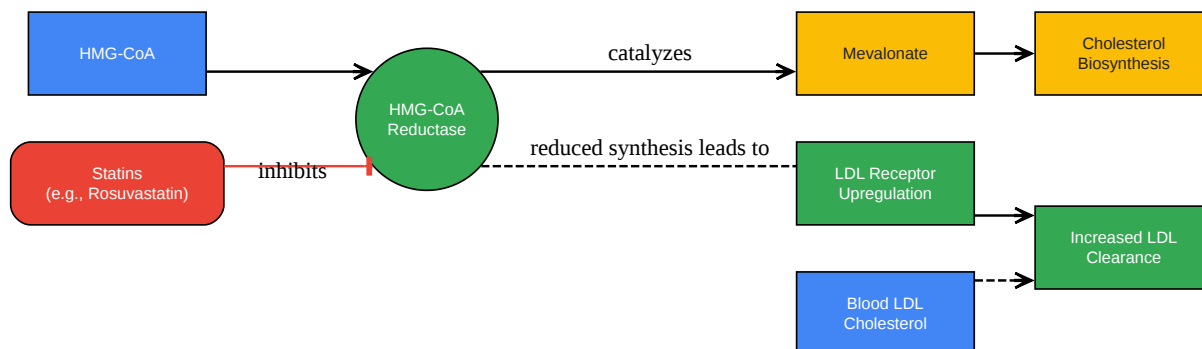 HMG-CoA
catalyzes
Mevalonate
Cholesterol
Biosynthesis
HMG-CoA
Reductase
Statins
(e.g., Rosuvastatin)
inhibits
reduced synthesis leads to
LDL Receptor
Upregulation
Increased LDL
Clearance
Blood LDL
Cholesterol